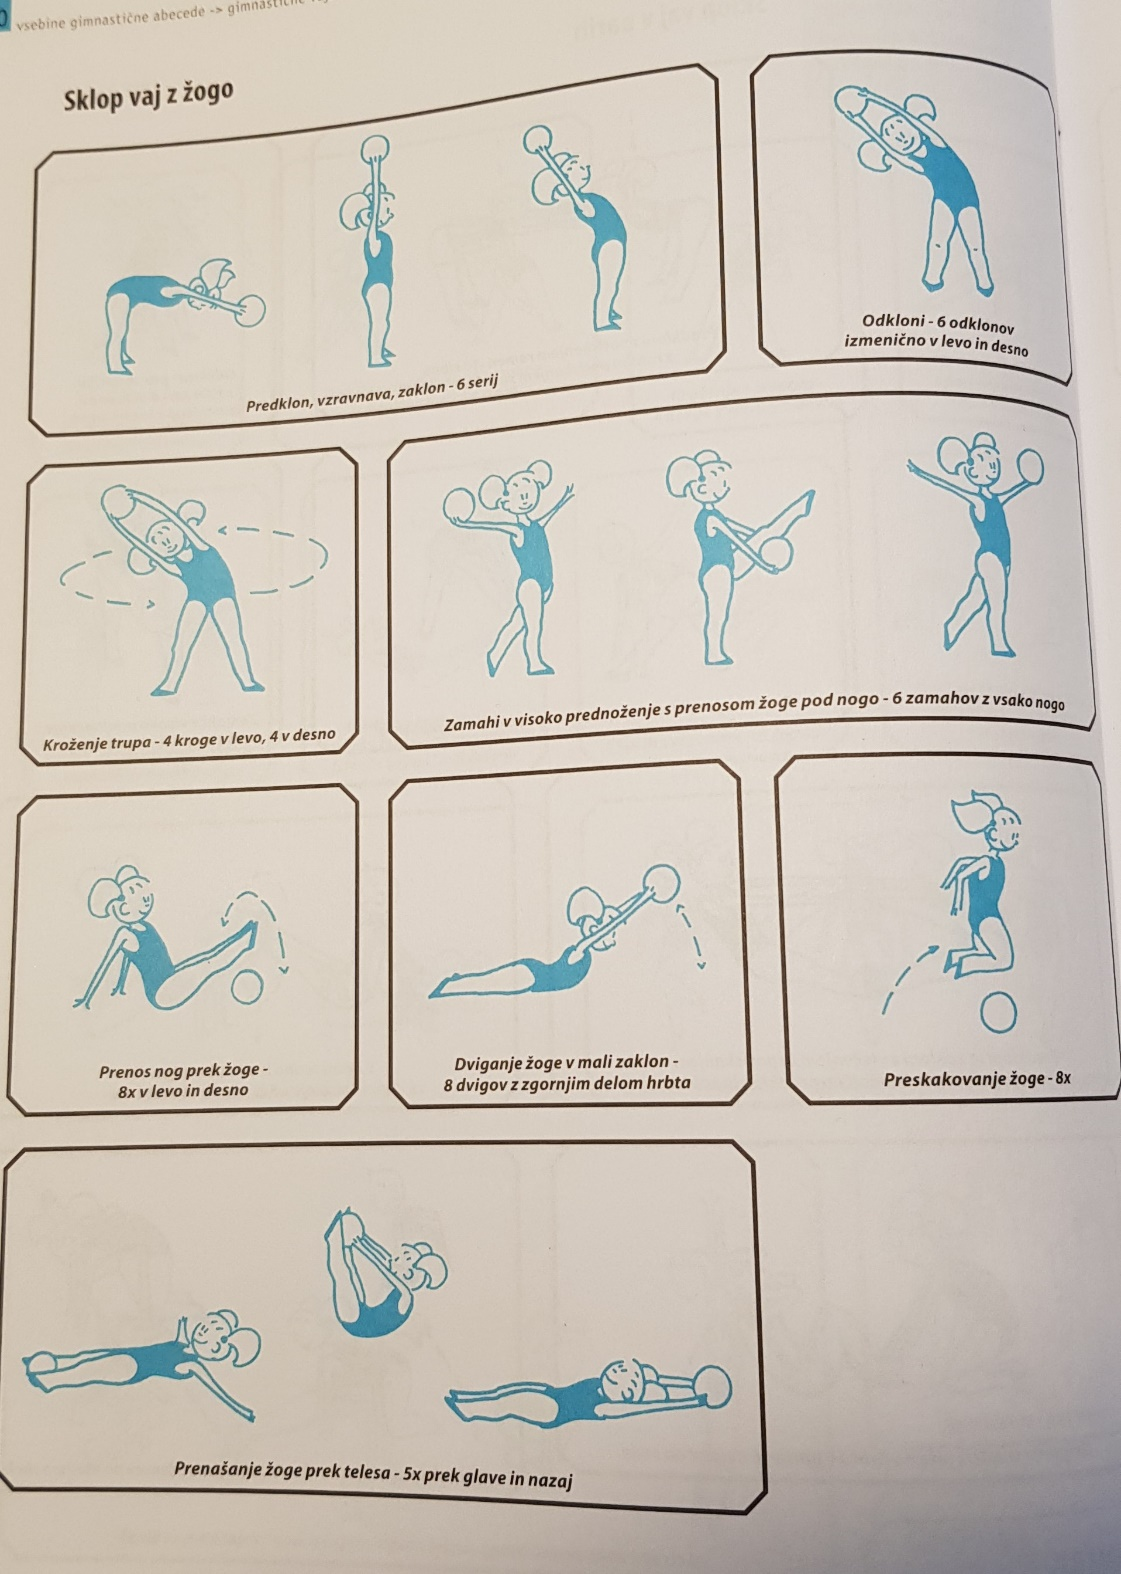 vsebine gimnastične abecede -> gimnastične
Sklop vaj z žogo
Predklon, vzravnava, zaklon - 6 serij
Odkloni - 6 odklonov
izmenično v levo in desno
Kroženje trupa - 4 kroge v levo, 4 v desno
Zamahi v visoko prednoženje s prenosom žoge pod nogo - 6 zamahov z vsako nogo
Prenos nog prek žoge -
8x v levo in desno
Dviganje žoge v mali zaklon -
8 dvigov z zgornjim delom hrbta
Preskakovanje žoge - 8x
Prenašanje žoge prek telesa - 5x prek glave in nazaj